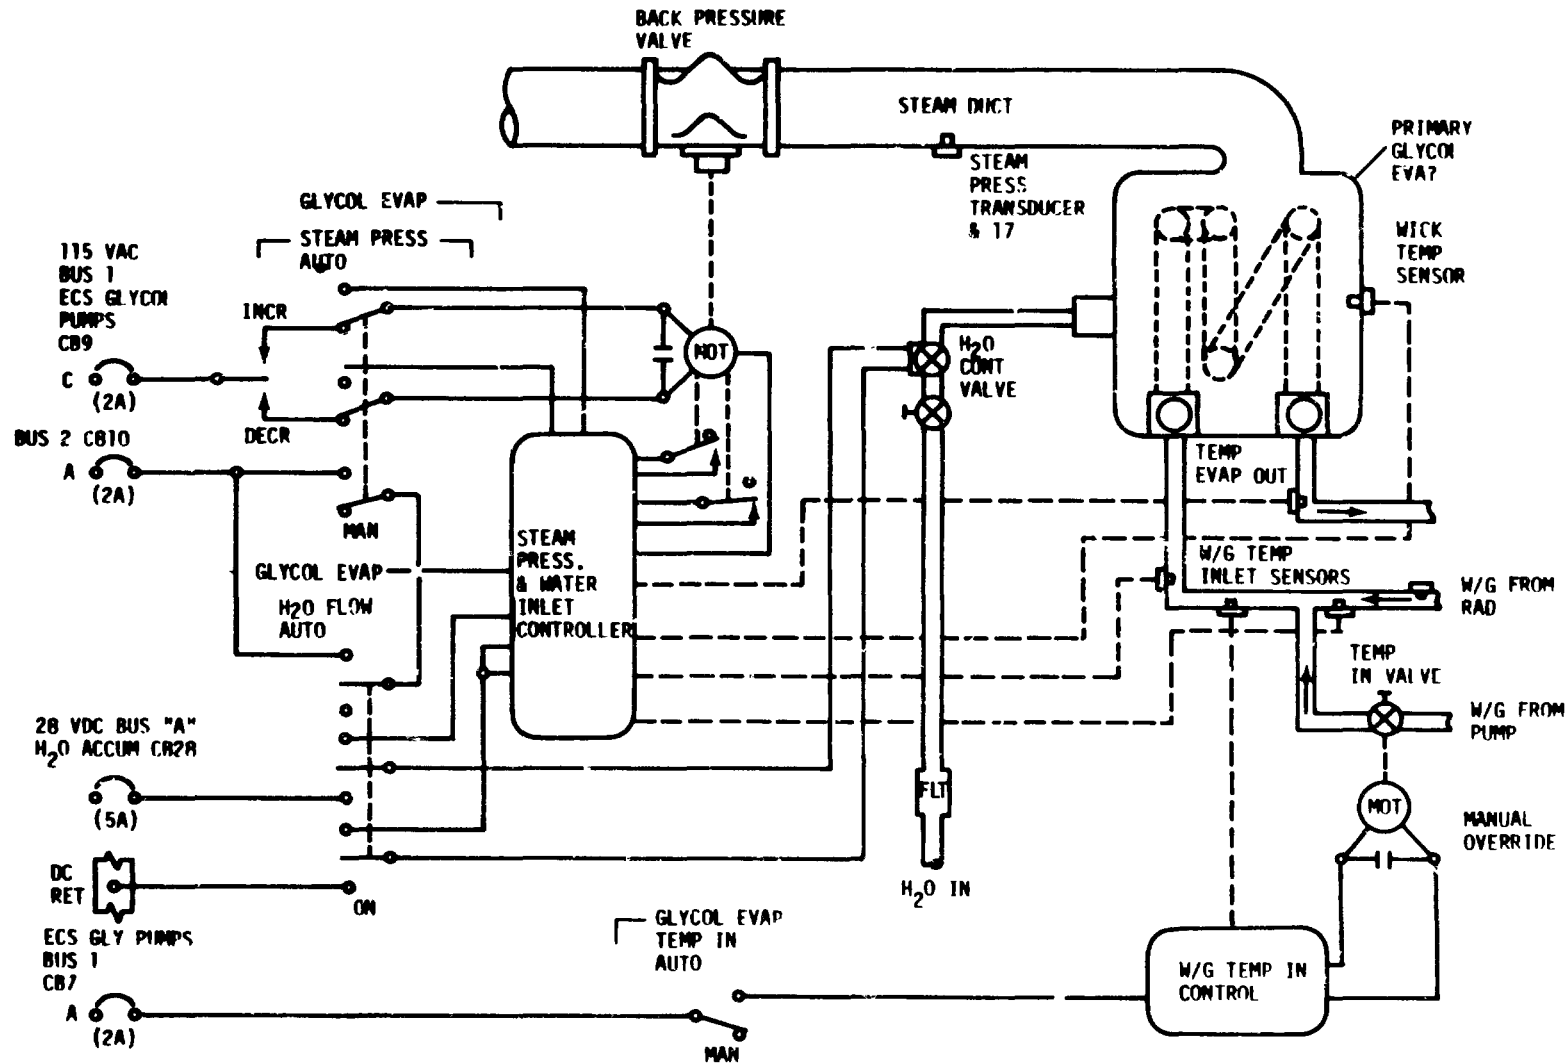 BACK PRESSURE
VALVE
STEAM DUCT
STEAM
PRESS
TRANSDUCER
& 17
PRIMARY
GLYCOL
EVA?
WICK
TEMP
SENSOR
GLYCOL EVAP
STEAM PRESS
AUTO
115 VAC
BUS 1
ECS GLYCOL
PUMPS
CB9
C
(2A)
INCR
DECR
BUS 2 CB10
A
(2A)
MAN
MOT
H2O
CONT
VALVE
TEMP
EVAP OUT
STEAM
PRESS.
& WATER
INLET
CONTROLLER
GLYCOL EVAP
H2O FLOW
AUTO
W/G TEMP
INLET SENSORS
W/G FROM
RAD
TEMP
IN VALVE
W/G FROM
PUMP
28 VDC BUS "A"
H2O ACCUM CB28
(5A)
FLT
MOT
MANUAL
OVERRIDE
DC
RET
ON
H2O IN
ECS GLY PUMPS
BUS 1
CB7
A
(2A)
GLYCOL EVAP
TEMP IN
AUTO
MAN
W/G TEMP IN
CONTROL